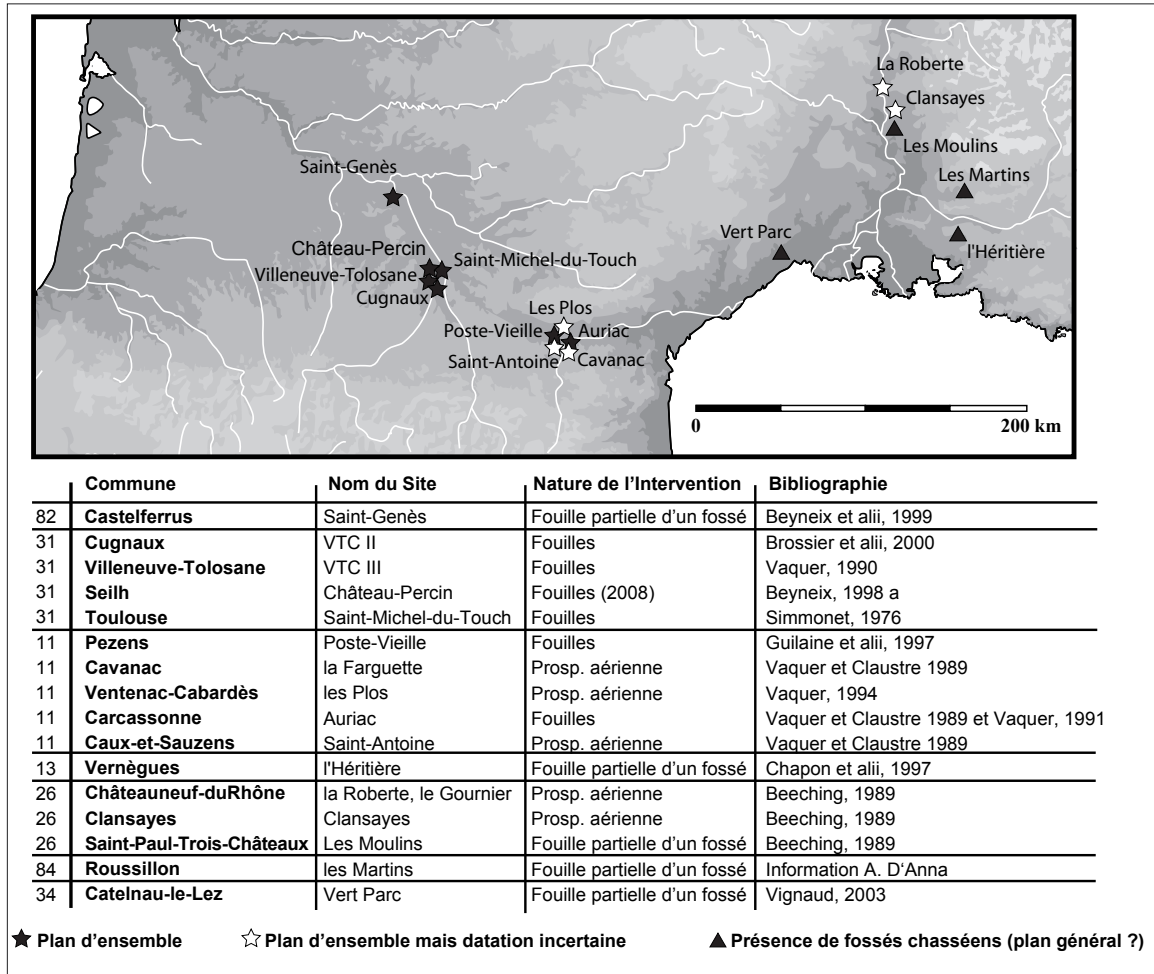 La Roberte
Clansayes
Les Moulins
Saint-Genès
Les Martins
Vert Parc
l'Héritière
Château-Percin
Saint-Michel-du-Touch
Villeneuve-Tolosane
Cugnaux
Les Plos
Poste-Vieille
Auriac
Saint-Antoine
Cavanac
0 200 km
Commune Nom du Site Nature de l’Intervention Bibliographie
82 Castelferrus Saint-Genès Fouille partielle d’un fossé Beyneix et alii, 1999
31 Cugnaux VTC II Fouilles Brossier et alii, 2000
31 Villeneuve-Tolosane VTC III Fouilles Vaquer, 1990
31 Seilh Château-Percin Fouilles (2008) Beyneix, 1998 a
31 Toulouse Saint-Michel-du-Touch Fouilles Simmonet, 1976
11 Pezens Poste-Vieille Fouilles Guilaine et alii, 1997
11 Cavanac la Farguette Prosp. aérienne Vaquer et Claustre 1989
11 Ventenac-Cabardès les Plos Prosp. aérienne Vaquer, 1994
11 Carcassonne Auriac Fouilles Vaquer et Claustre 1989 et Vaquer, 1991
11 Caux-et-Sauzens Saint-Antoine Prosp. aérienne Vaquer et Claustre 1989
13 Vernègues l'Héritière Fouille partielle d’un fossé Chapon et alii, 1997
26 Châteauneuf-duRhône la Roberte, le Gournier Prosp. aérienne Beeching, 1989
26 Clansayes Clansayes Prosp. aérienne Beeching, 1989
26 Saint-Paul-Trois-Châteaux Les Moulins Fouille partielle d’un fossé Beeching, 1989
84 Roussillon les Martins Fouille partielle d’un fossé Information A. D‘Anna
34 Catelnau-le-Lez Vert Parc Fouille partielle d’un fossé Vignaud, 2003
Plan d’ensemble Plan d’ensemble mais datation incertaine Présence de fossés chasséens (plan général ?)